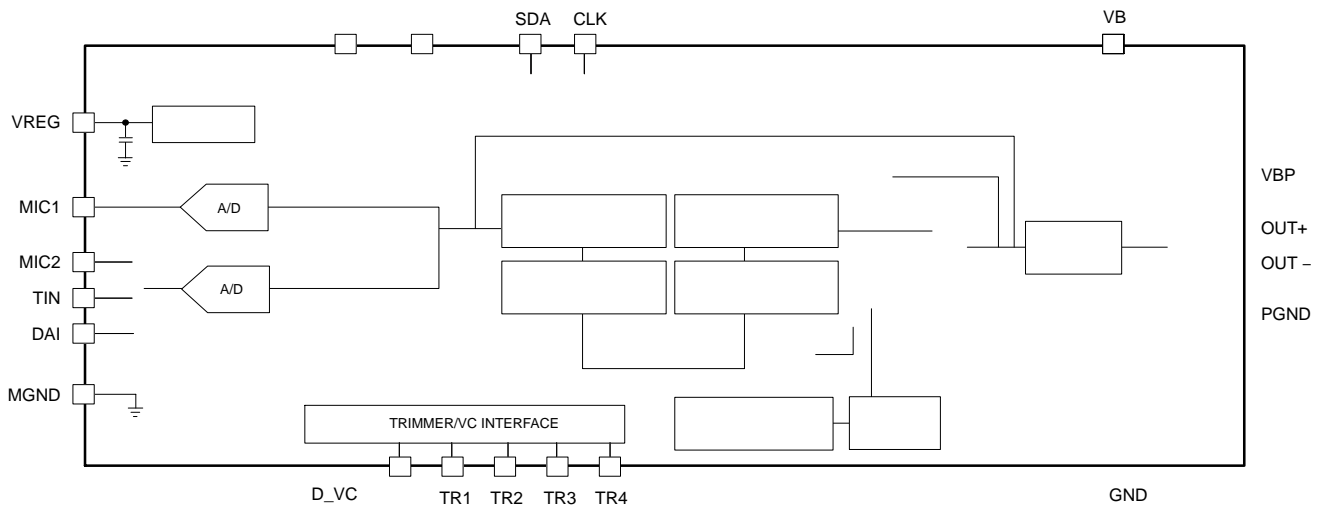 SDA CLK VB
VREG
VBP
MIC1 A/D
OUT+
MIC2
OUT –
A/D
TIN
PGND
DAI
MGND
TRIMMER/VC INTERFACE
D_VC TR1 TR2 TR3 TR4 GND